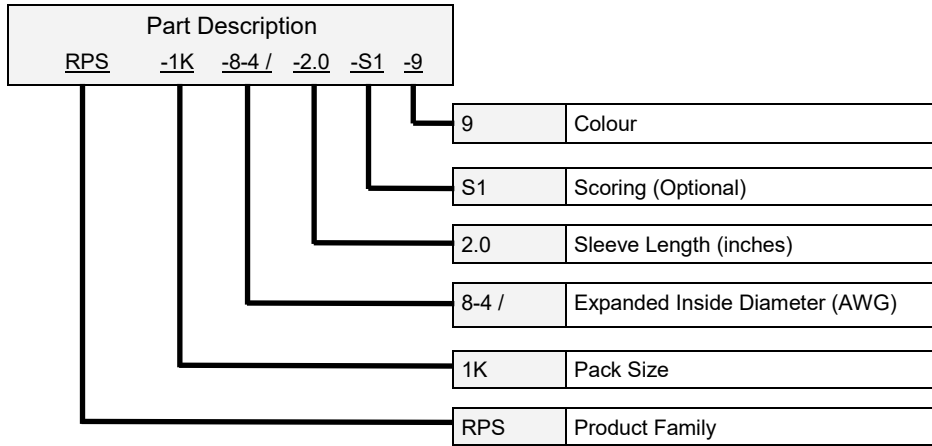 Part Description
RPS -1K -8-4 / -2.0 -S1 -9
9 Colour
S1 Scoring (Optional)
2.0 Sleeve Length (inches)
8-4 / Expanded Inside Diameter (AWG)
1K Pack Size
RPS Product Family